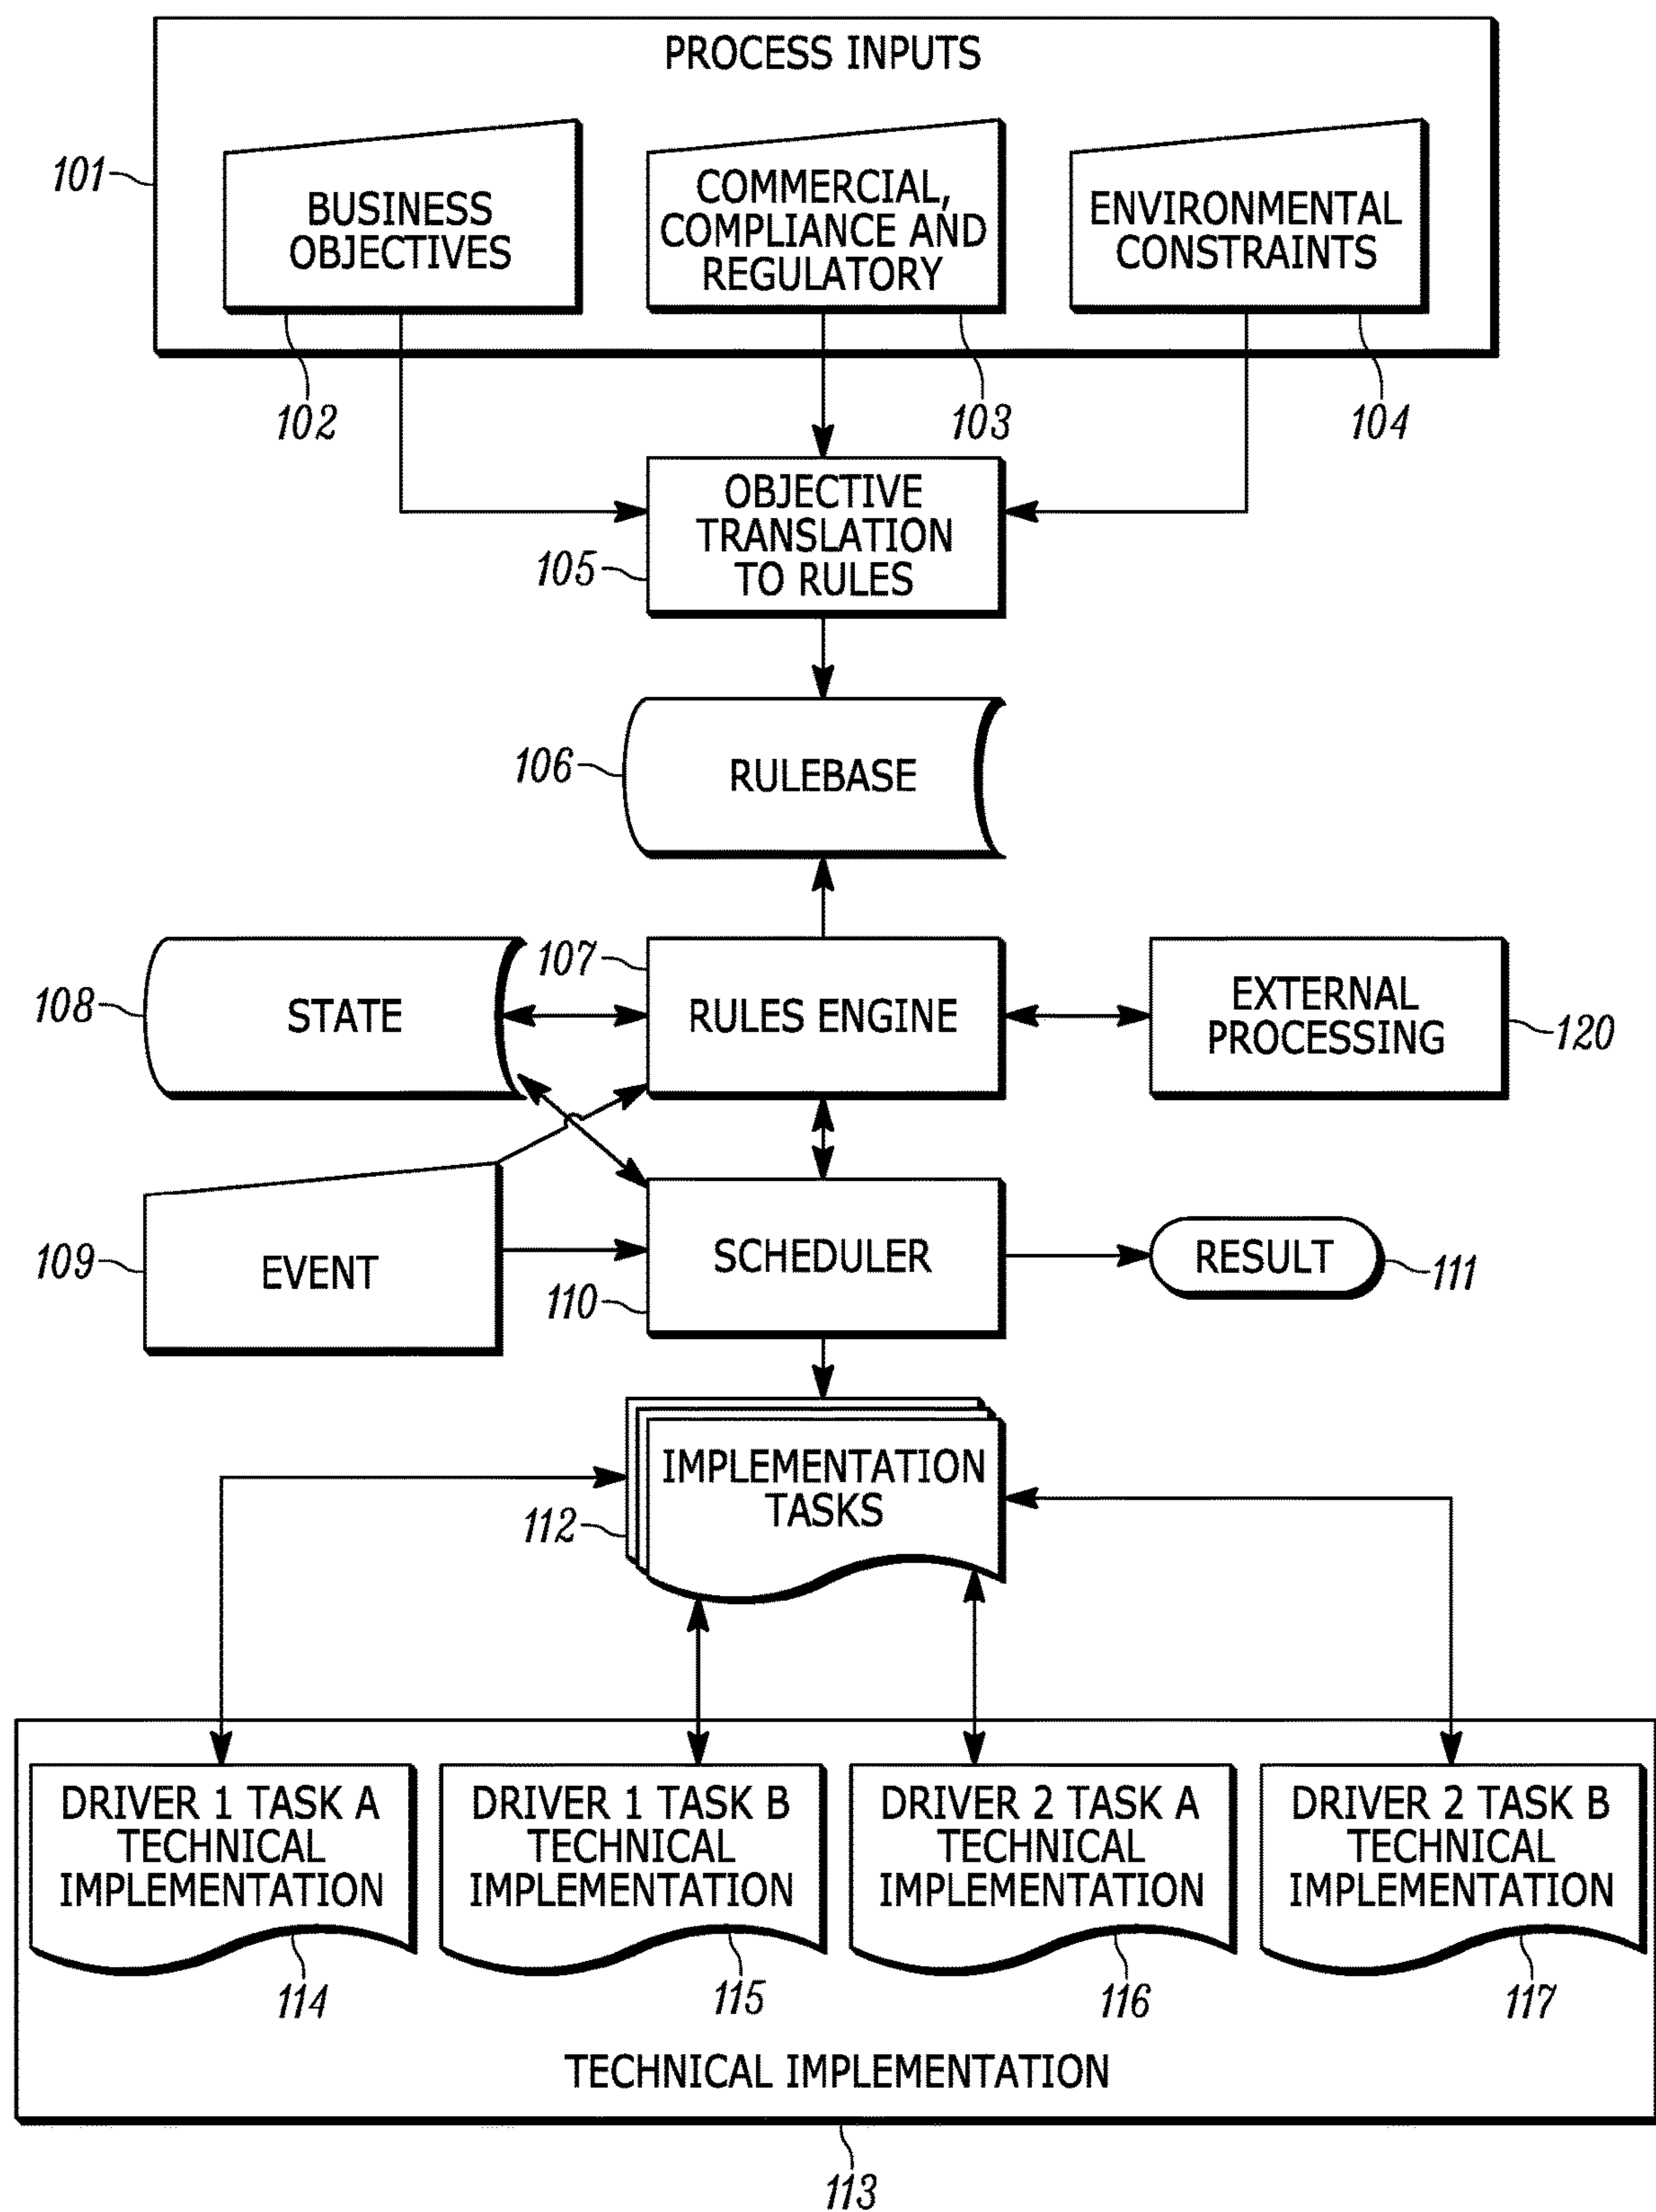 PROCESS INPUTS
101
BUSINESS
OBJECTIVES
COMMERCIAL,
COMPLIANCE AND
REGULATORY
ENVIRONMENTAL
CONSTRAINTS
102
103
104
OBJECTIVE
TRANSLATION
TO RULES
105
106
RULEBASE
107
108
STATE
RULES ENGINE
EXTERNAL
PROCESSING
120
109
EVENT
SCHEDULER
110
RESULT
111
IMPLEMENTATION
TASKS
112
DRIVER 1 TASK A
TECHNICAL
IMPLEMENTATION
DRIVER 1 TASK B
TECHNICAL
IMPLEMENTATION
DRIVER 2 TASK A
TECHNICAL
IMPLEMENTATION
DRIVER 2 TASK B
TECHNICAL
IMPLEMENTATION
114
115
116
117
TECHNICAL IMPLEMENTATION
113